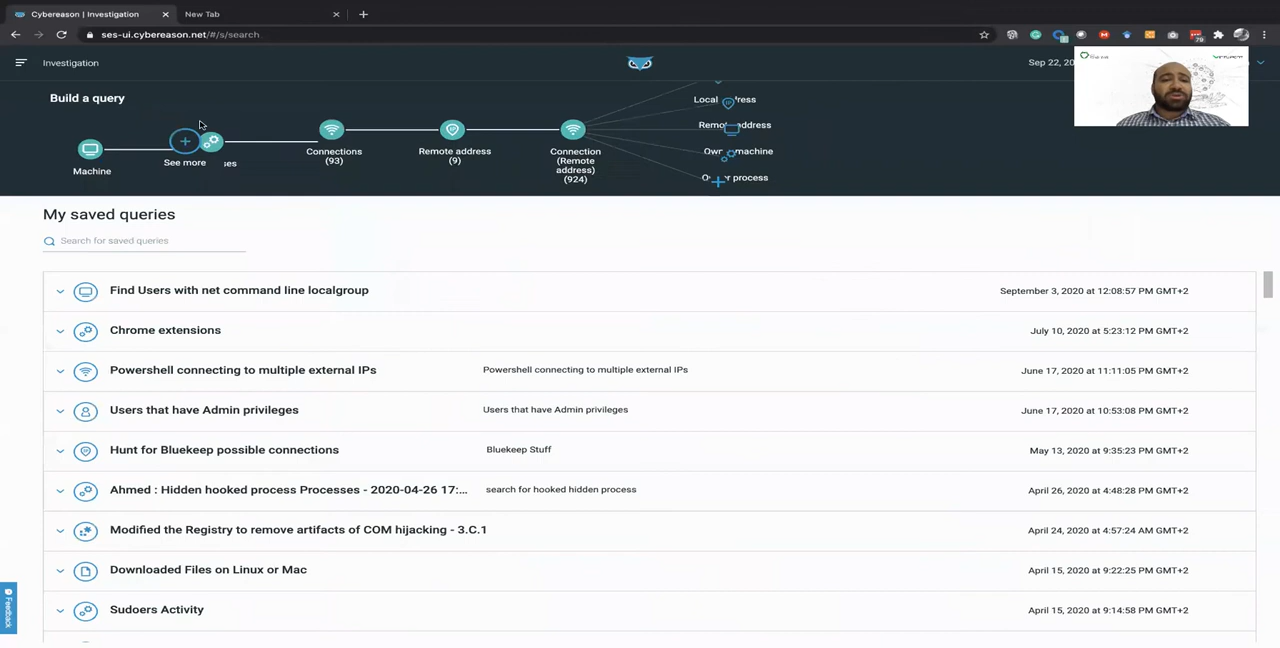 Cybereason | Investigation
New Tab
ses-ui.cybereason.net/#/s/search
79
Investigation
Sep 22, 20
Build a query
Machine
See more
Connections
(93)
Remote address
(9)
Connection
(Remote
address)
(924)
Local
Remote address
machine
process
My saved queries
Search for saved queries
Find Users with net command line localgroup
September 3, 2020 at 12:08:57 PM GMT+2
Chrome extensions
July 10, 2020 at 5:23:12 PM GMT+2
Powershell connecting to multiple external IPs
Powershell connecting to multiple external IPs
June 17, 2020 at 11:11:05 PM GMT+2
Users that have Admin privileges
Users that have Admin privileges
June 17, 2020 at 10:53:08 PM GMT+2
Hunt for Bluekeep possible connections
Bluekeep Stuff
May 13, 2020 at 9:35:23 PM GMT+2
Ahmed : Hidden hooked process Processes - 2020-04-26 17:...
search for hooked hidden process
April 26, 2020 at 4:48:28 PM GMT+2
Modified the Registry to remove artifacts of COM hijacking - 3.C.1
April 24, 2020 at 4:57:24 AM GMT+2
Downloaded Files on Linux or Mac
April 15, 2020 at 9:22:25 PM GMT+2
Sudoers Activity
April 15, 2020 at 9:14:58 PM GMT+2
Feedback